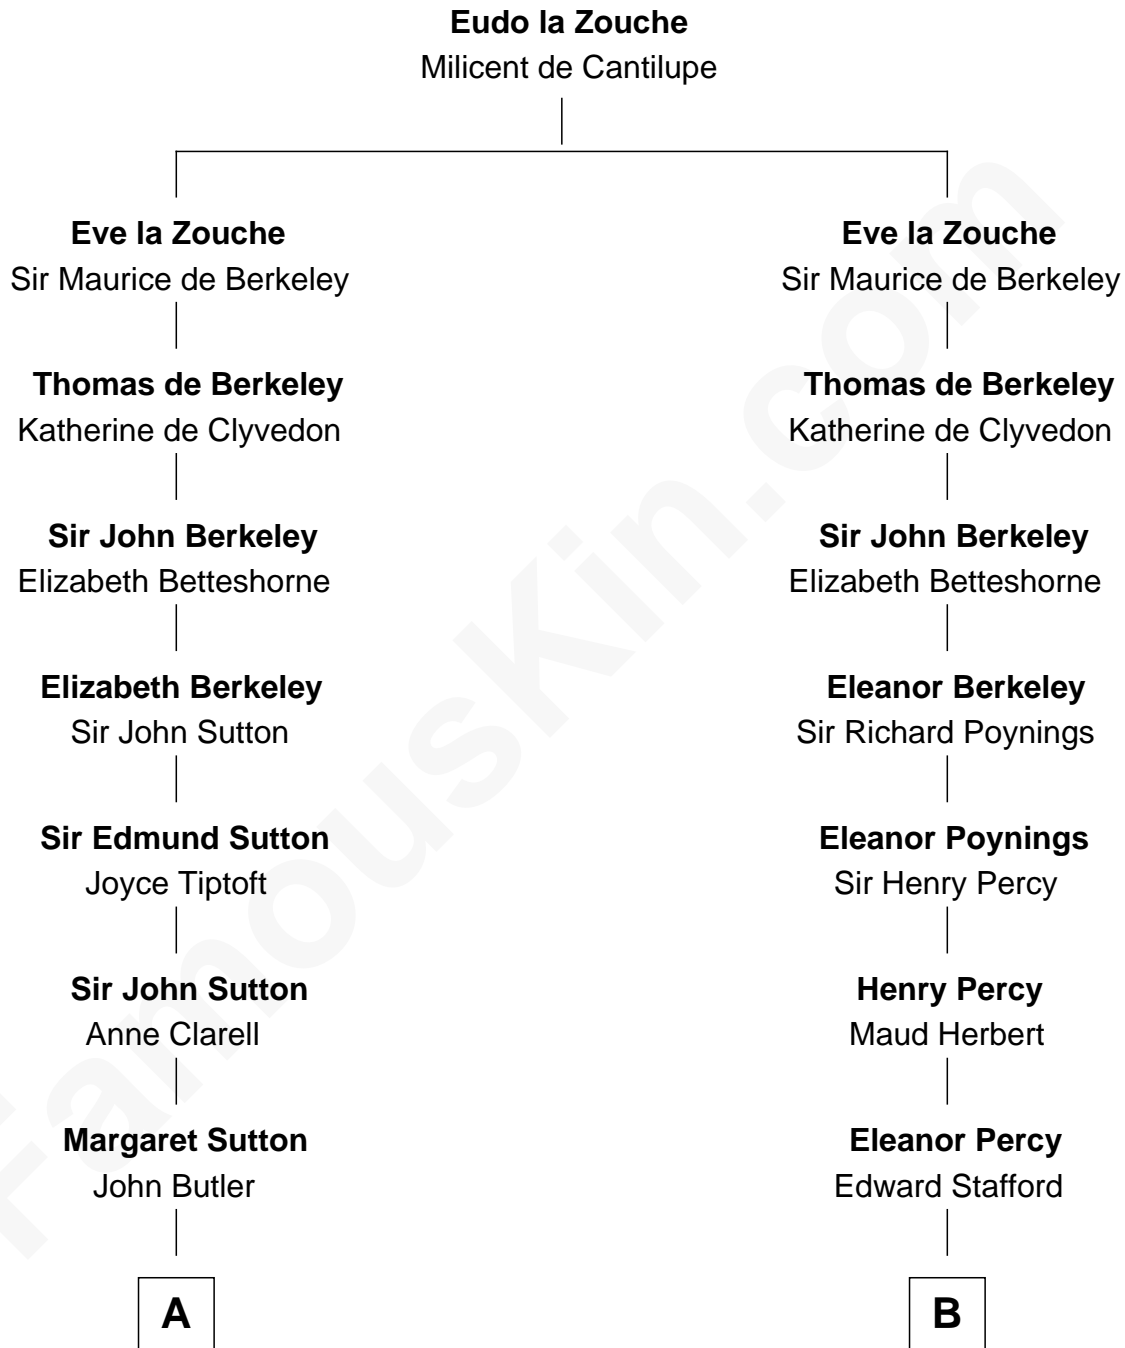 Eudo la Zouche
Milicent de Cantilupe
Eve la Zouche
Sir Maurice de Berkeley
Eve la Zouche
Sir Maurice de Berkeley
Thomas de Berkeley
Katherine de Clyvedon
Thomas de Berkeley
Katherine de Clyvedon
Sir John Berkeley
Elizabeth Betteshorne
Sir John Berkeley
Elizabeth Betteshorne
Elizabeth Berkeley
Sir John Sutton
Eleanor Berkeley
Sir Richard Poynings
Sir Edmund Sutton
Joyce Tiptoft
Eleanor Poynings
Sir Henry Percy
Sir John Sutton
Anne Clarell
Henry Percy
Maud Herbert
Margaret Sutton
John Butler
Eleanor Percy
Edward Stafford
A
B
FamousKin.com